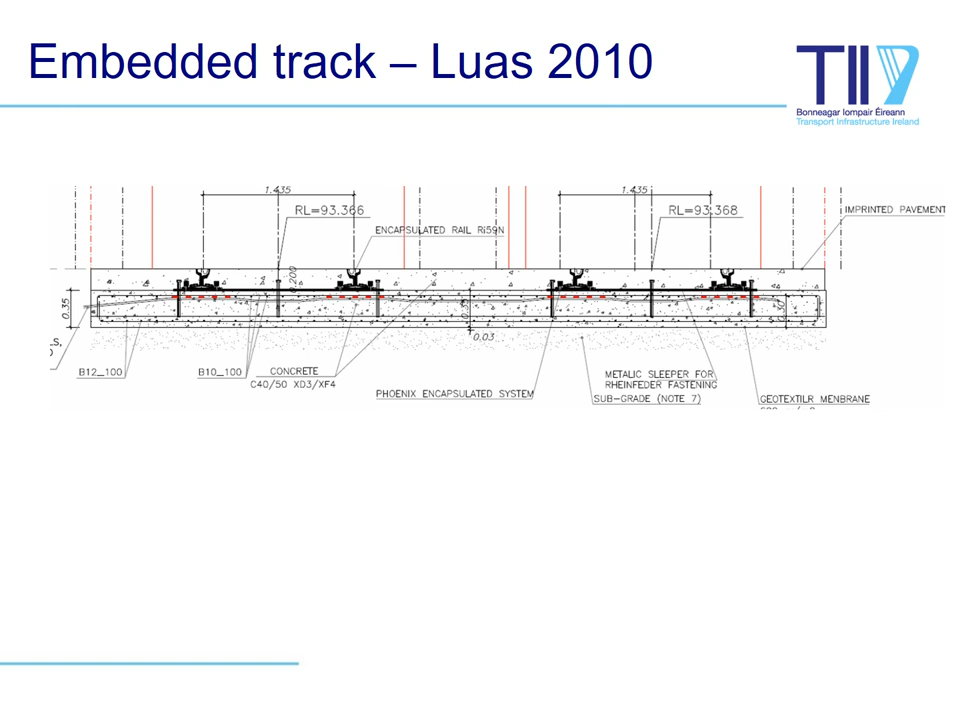 Embedded track – Luas 2010
TII
Bonneagar Iompair Éireann
Transport Infrastructure Ireland
1.435
1.435
RL=93.366
RL=93.368
IMPRINTED PAVEMENT
ENCAPSULATED RAIL Ri59N
0.200
0.35
0.03
B12_100
B10_100
CONCRETE
C40/50 XD3/XF4
PHOENIX ENCAPSULATED SYSTEM
METALIC SLEEPER FOR
RHEINFEDER FASTENING
SUB-GRADE (NOTE 7)
GEOTEXTILR MENBRANE